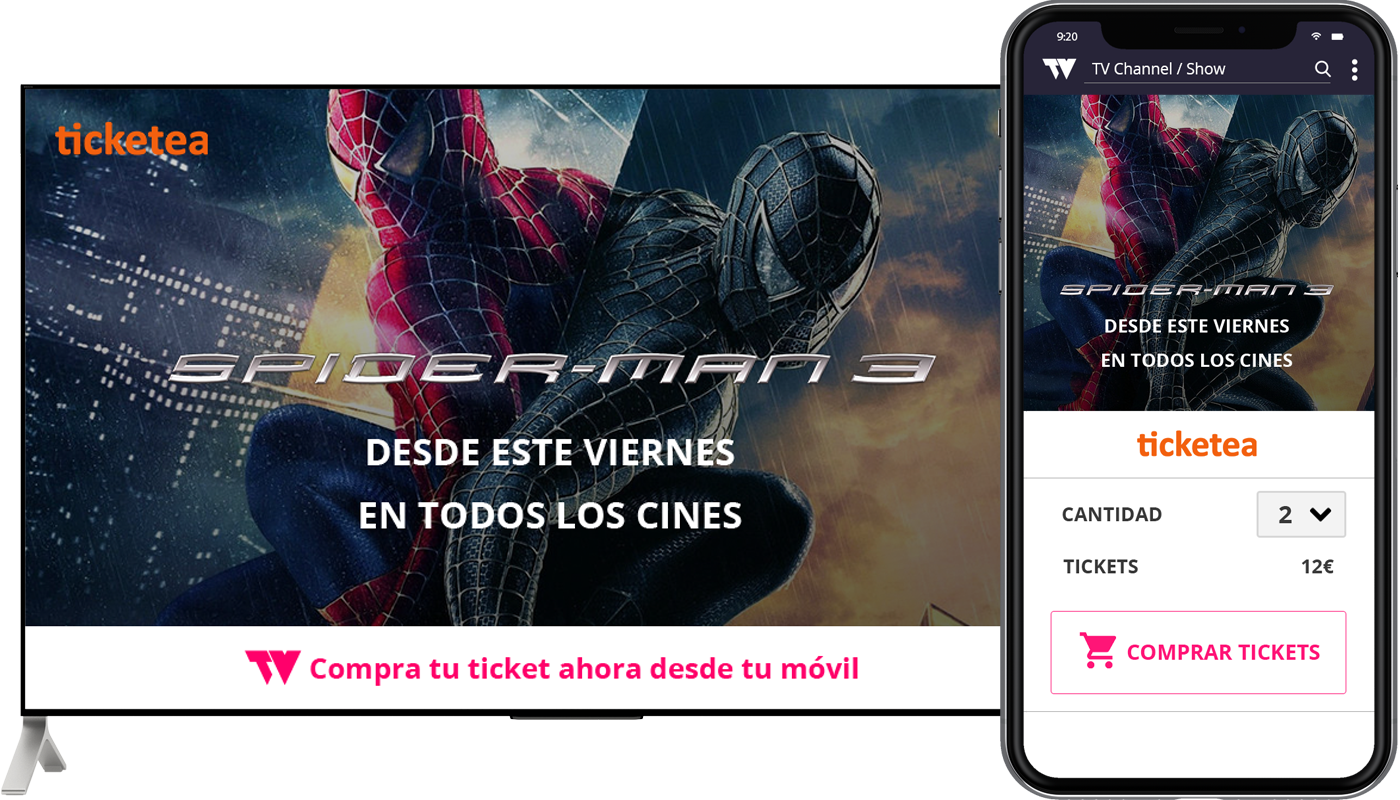 ticketea
SPIDER-MAN 3
DESDE ESTE VIERNES
EN TODOS LOS CINES
TV Compra tu ticket ahora desde tu móvil
9:20
TV TV Channel / Show
SPIDER-MAN 3
DESDE ESTE VIERNES
EN TODOS LOS CINES
ticketea
CANTIDAD 2
TICKETS 12€
COMPRAR TICKETS